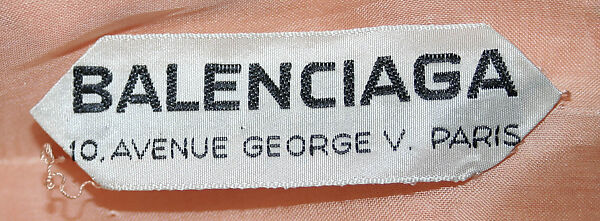 BALENCIAGA
10, AVENUE GEORGE V. PARIS